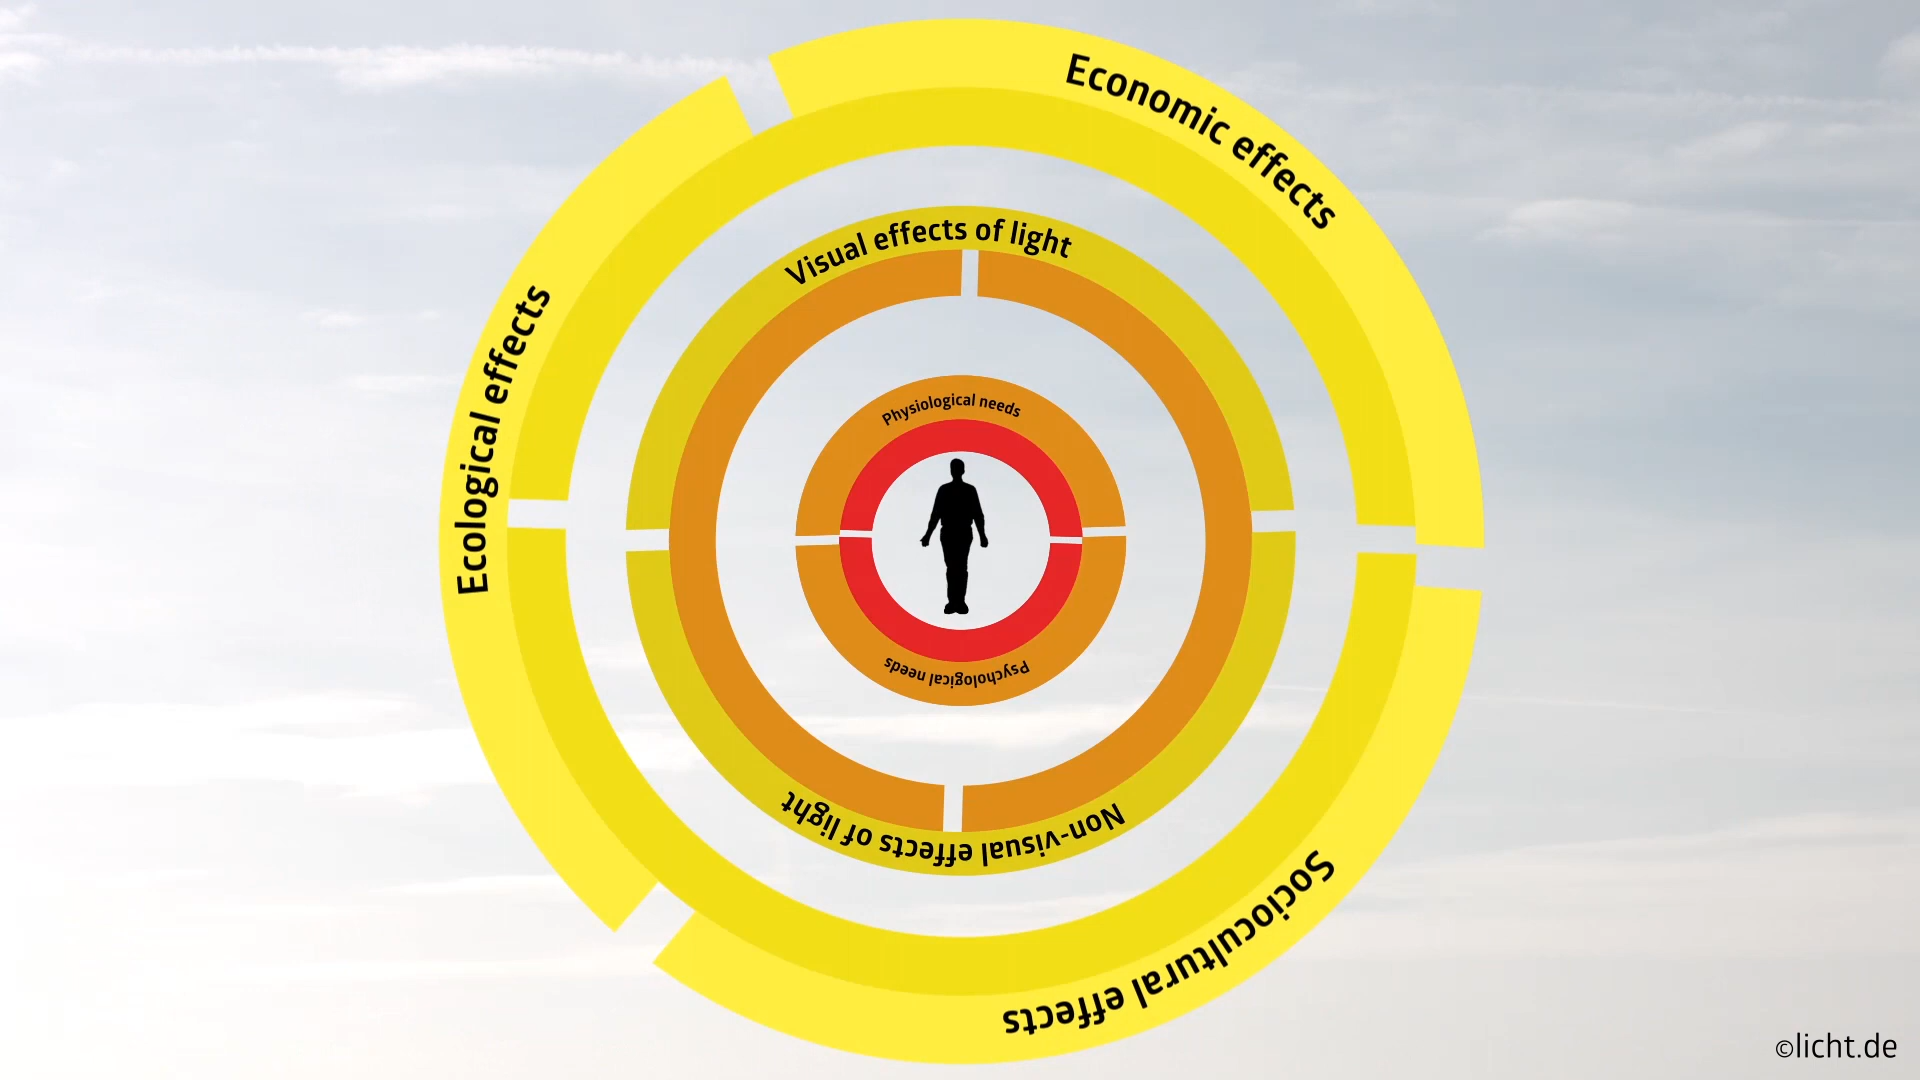 Economic effects
Visual effects of light
Ecological effects
Physiological needs
Psychological needs
Non-visual effects of light
Sociocultural effects
©licht.de